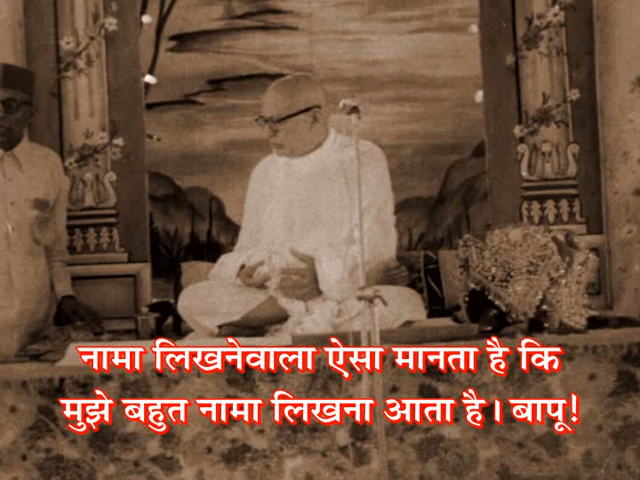 नामा लिखनेवाला ऐसा मानता है कि
मुझे बहुत नामा लिखना आता है। बापू!